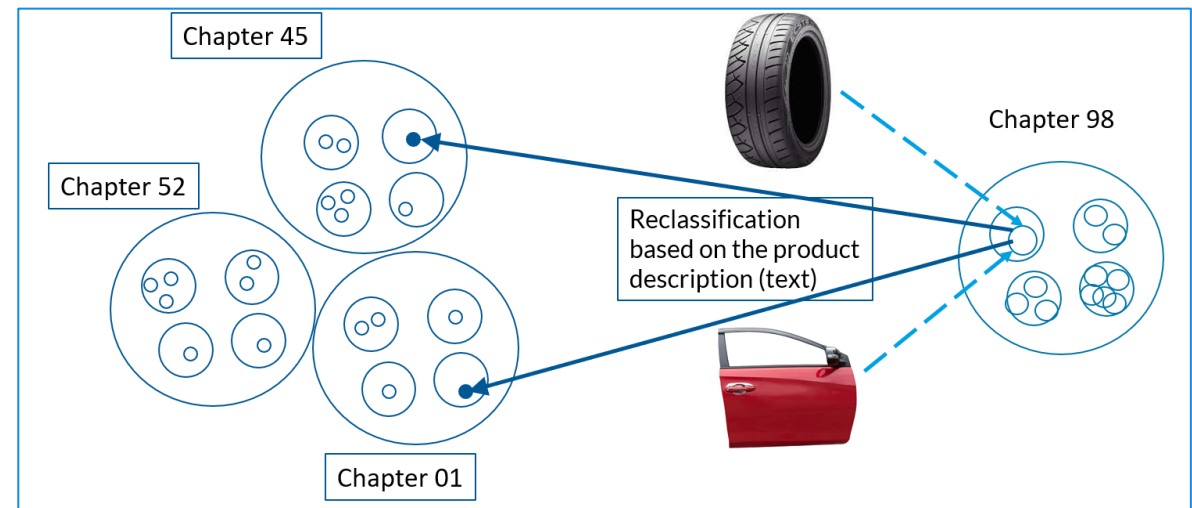 Chapter 45
Chapter 98
Chapter 52
Reclassification
based on the product
description (text)
Chapter 01